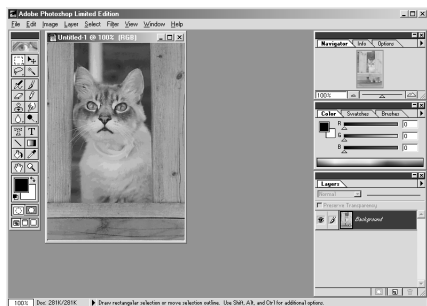 Adobe Photoshop Limited Edition
File Edit Image Layer Select Filter View Window Help
Untitled-1 @ 100% (RGB)
Navigator Info Options
100%
Color Swatches Brushes
R 0
G 0
B 0
Layers
Normal
Preserve Transparency
Background
T
100% Doc: 281K/281K Draw rectangular selection or move selection outline. Use Shift, Alt, and Ctrl for additional options.